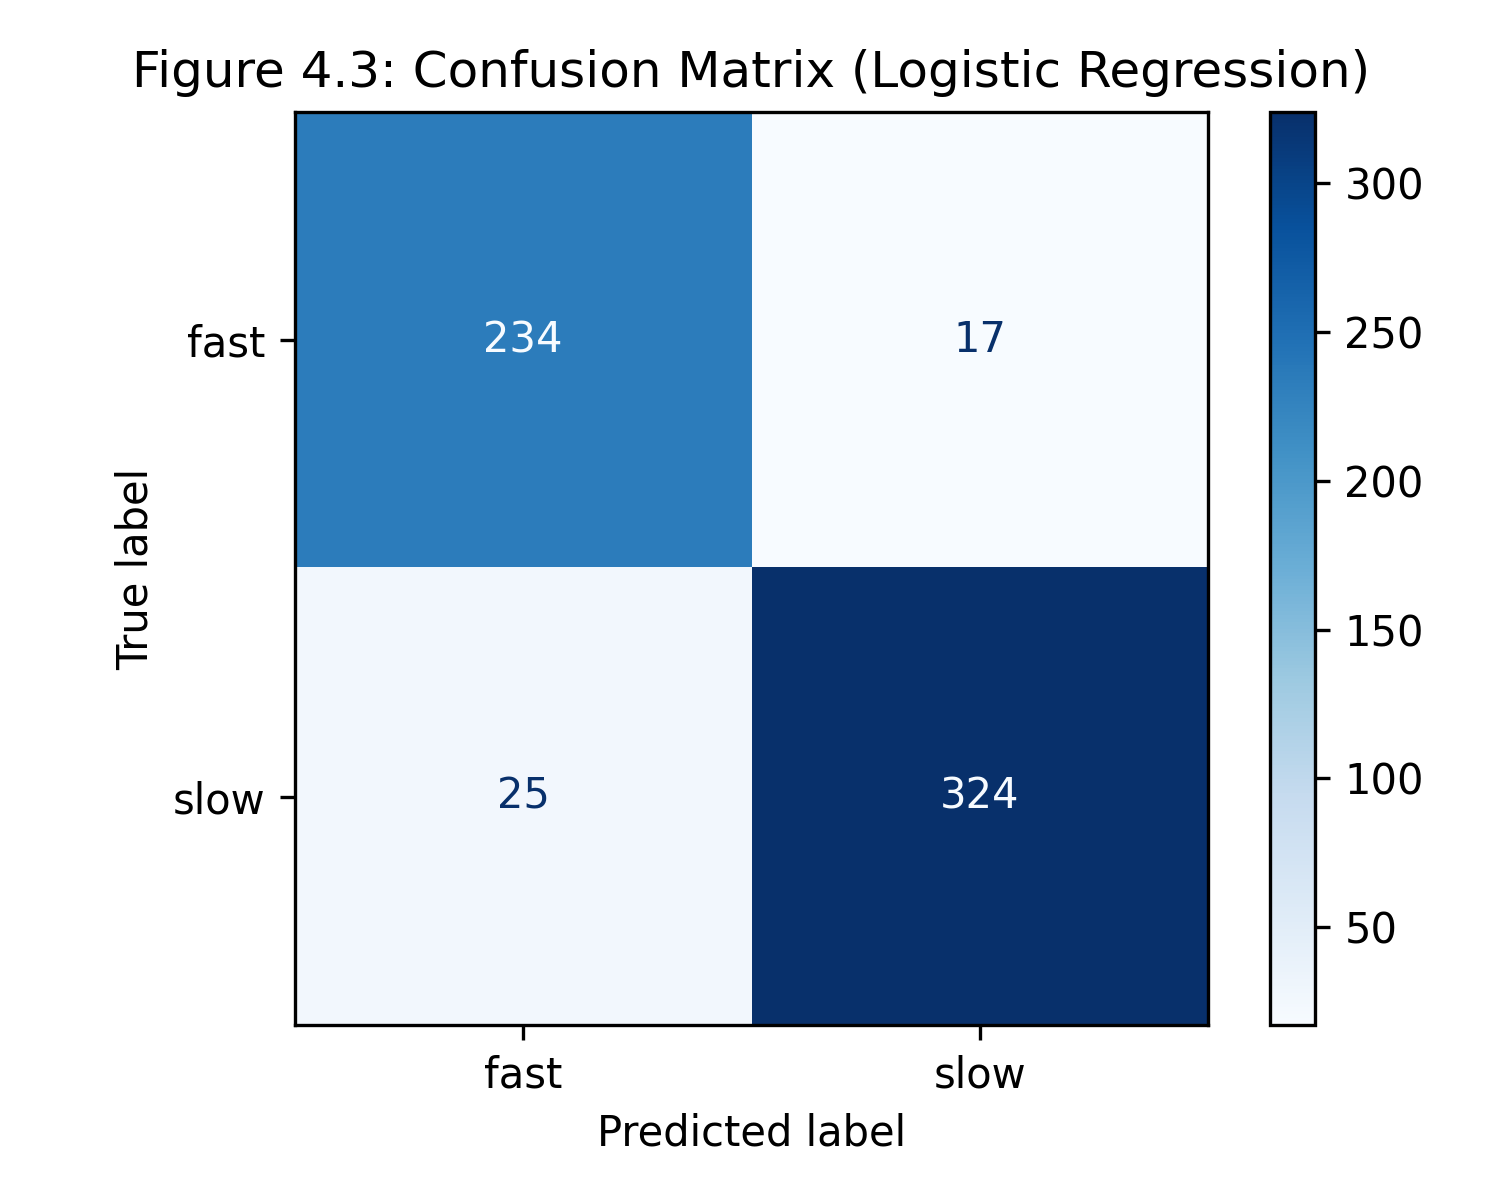 Figure 4.3: Confusion Matrix (Logistic Regression)
True label
fast
234
17
slow
25
324
fast
slow
Predicted label
300
250
200
150
100
50